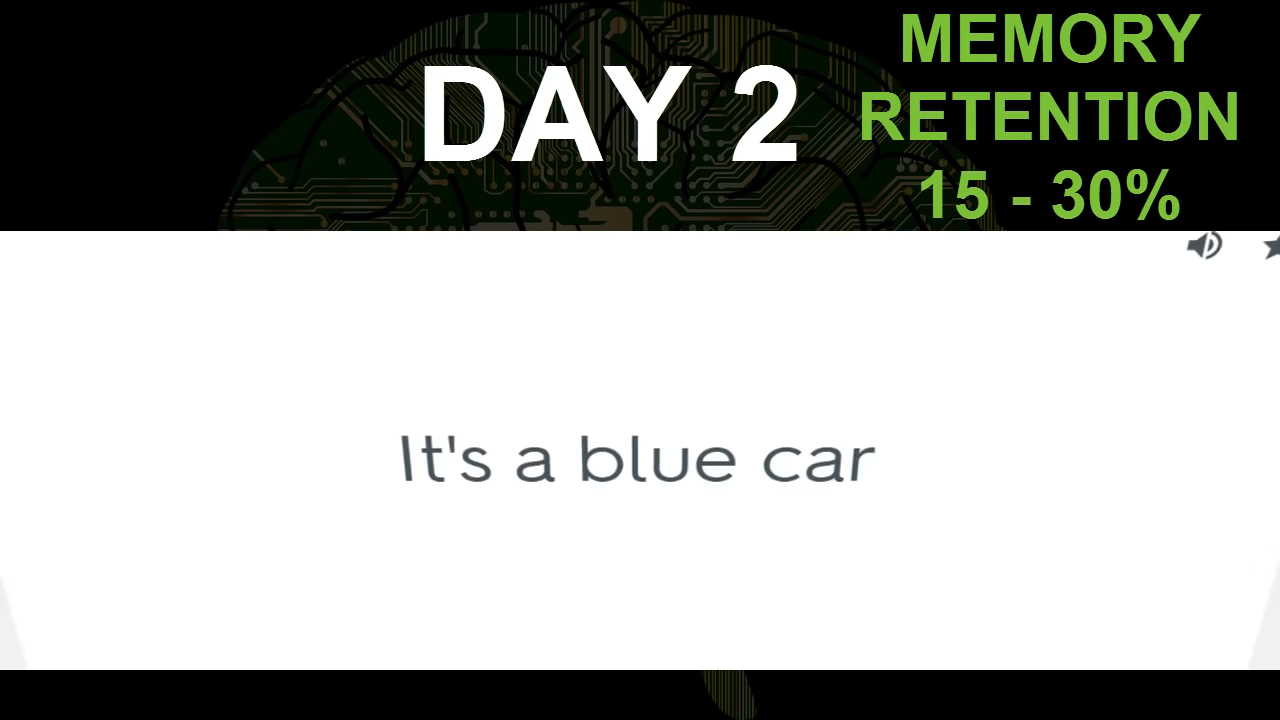 DAY 2
MEMORY
RETENTION
15 - 30%
It's a blue car